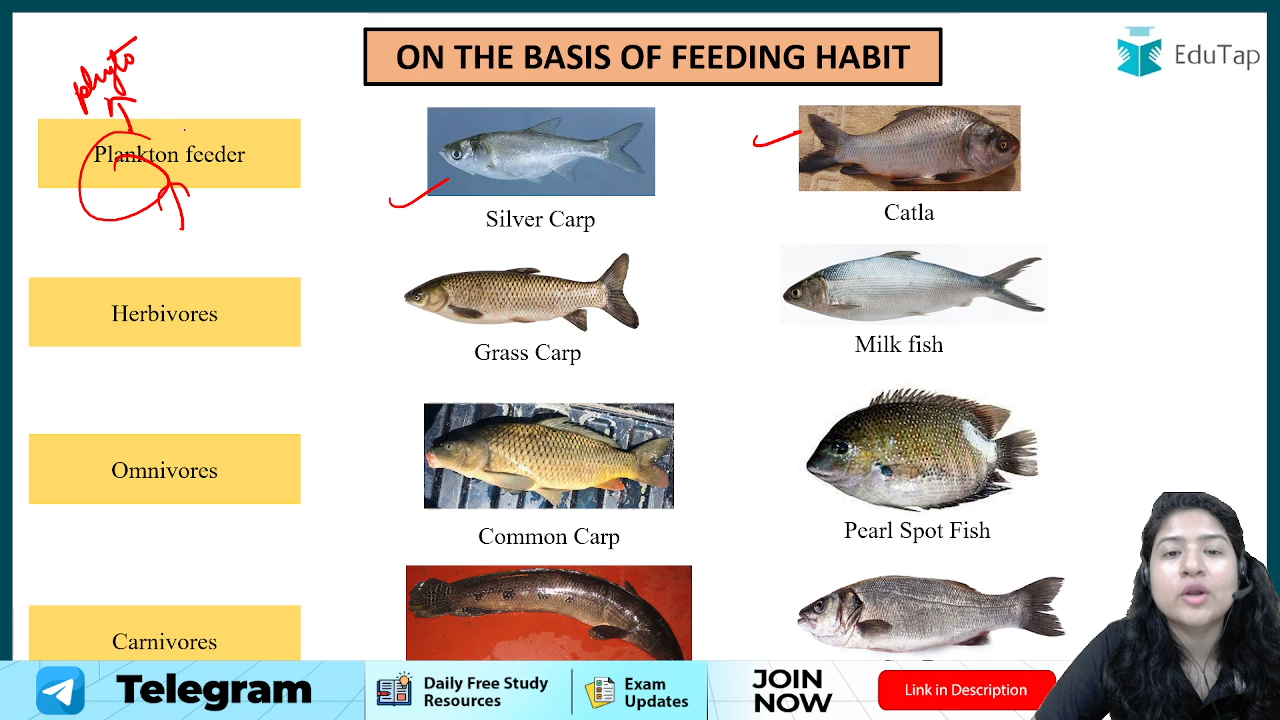 ON THE BASIS OF FEEDING HABIT
EduTap
phyto
Plankton feeder
Silver Carp
Catla
Herbivores
Grass Carp
Milk fish
Omnivores
Common Carp
Pearl Spot Fish
Carnivores
Telegram
Daily Free Study
Resources
Exam
Updates
JOIN
NOW
Link in Description